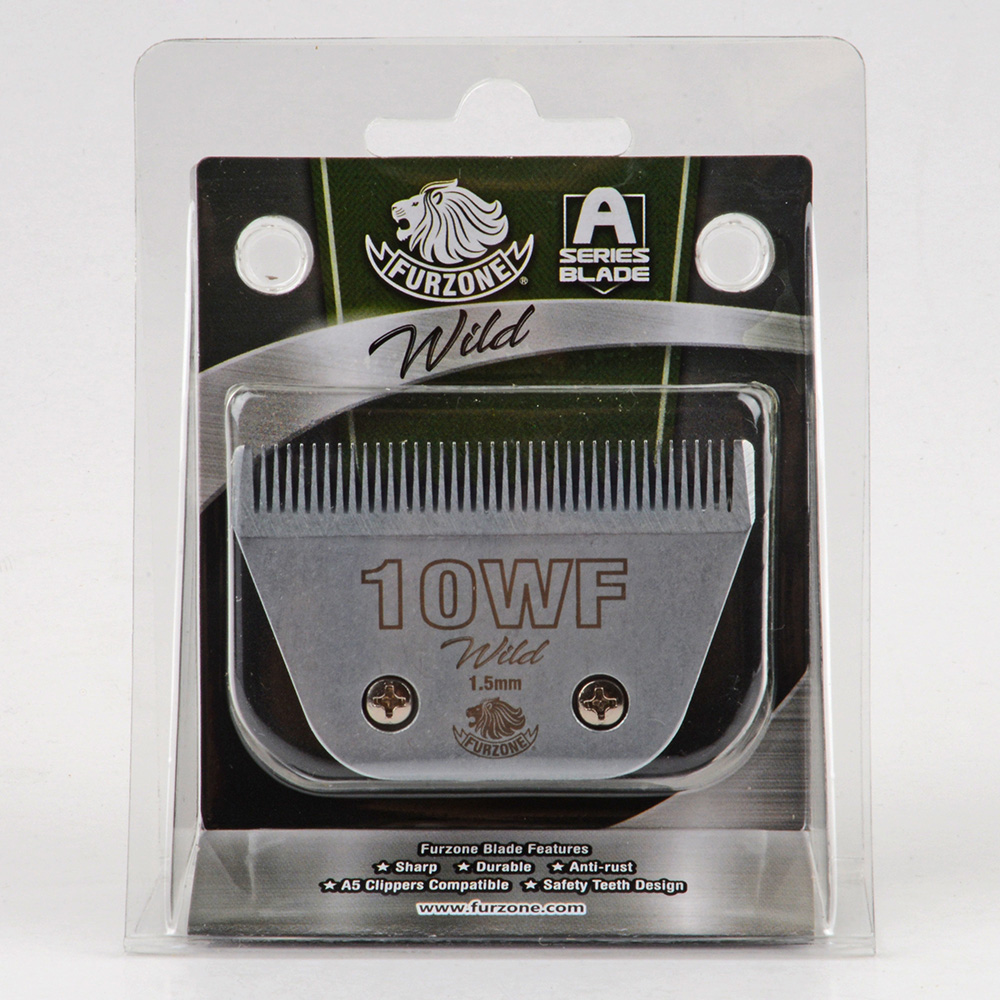 FURZONE®
A
SERIES
BLADE
Wild
10WF
Wild
1.5mm
FURZONE®
Furzone Blade Features
★ Sharp ★ Durable ★ Anti-rust
★ A5 Clippers Compatible ★ Safety Teeth Design
www.furzone.com